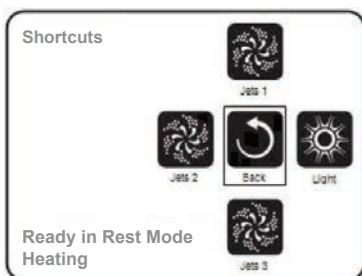 Shortcuts
Jets 1
Jets 2
Back
Light
Ready in Rest Mode
Heating
Jets 3